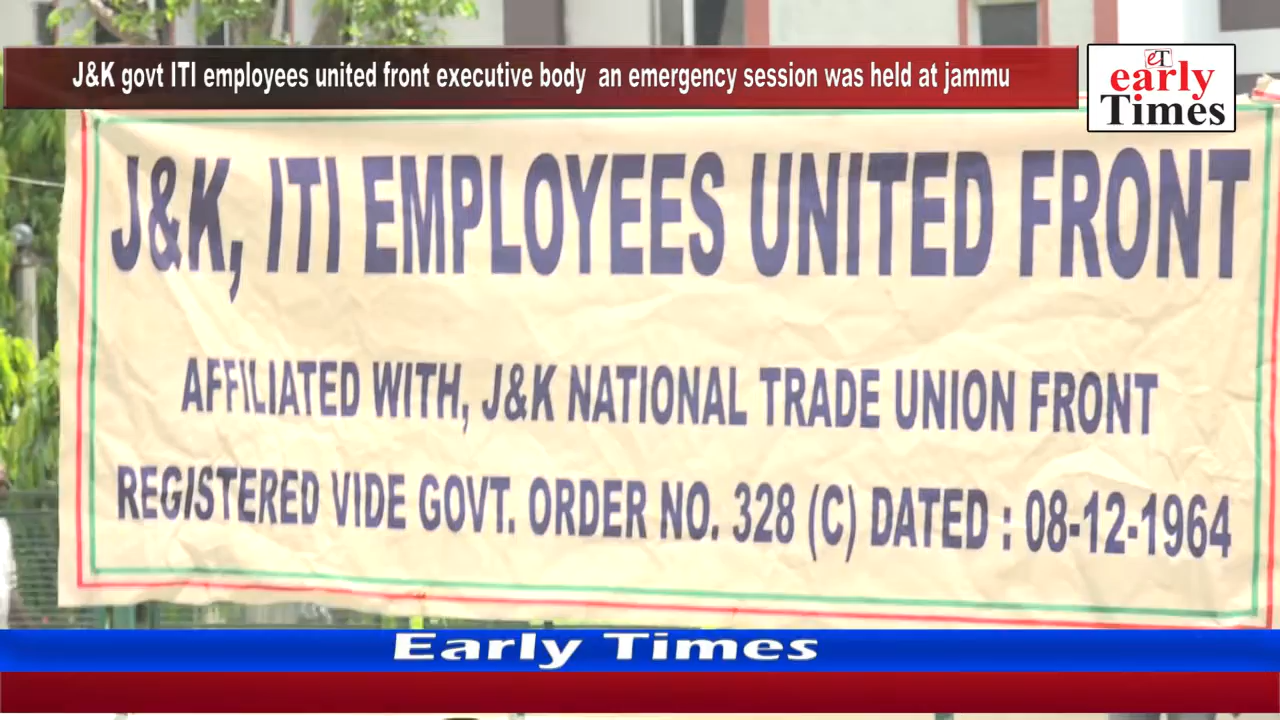 J&K govt ITI employees united front executive body an emergency session was held at jammu
eT
early
Times
J&K, ITI EMPLOYEES UNITED FRONT
AFFILIATED WITH, J&K NATIONAL TRADE UNION FRONT
REGISTERED VIDE GOVT. ORDER NO. 328 (C) DATED : 08-12-1964
Early Times